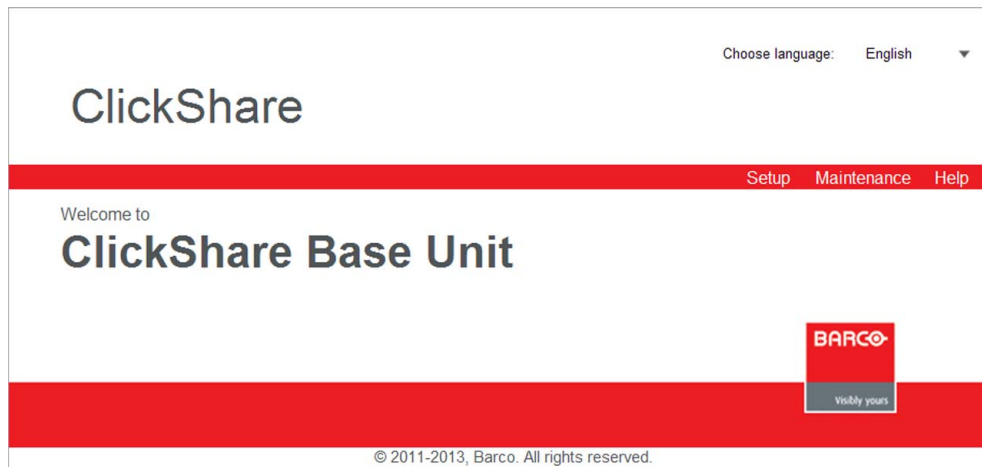 Choose language: English
ClickShare
Setup Maintenance Help
Welcome to
ClickShare Base Unit
BARCO
Visibly yours
© 2011-2013, Barco. All rights reserved.